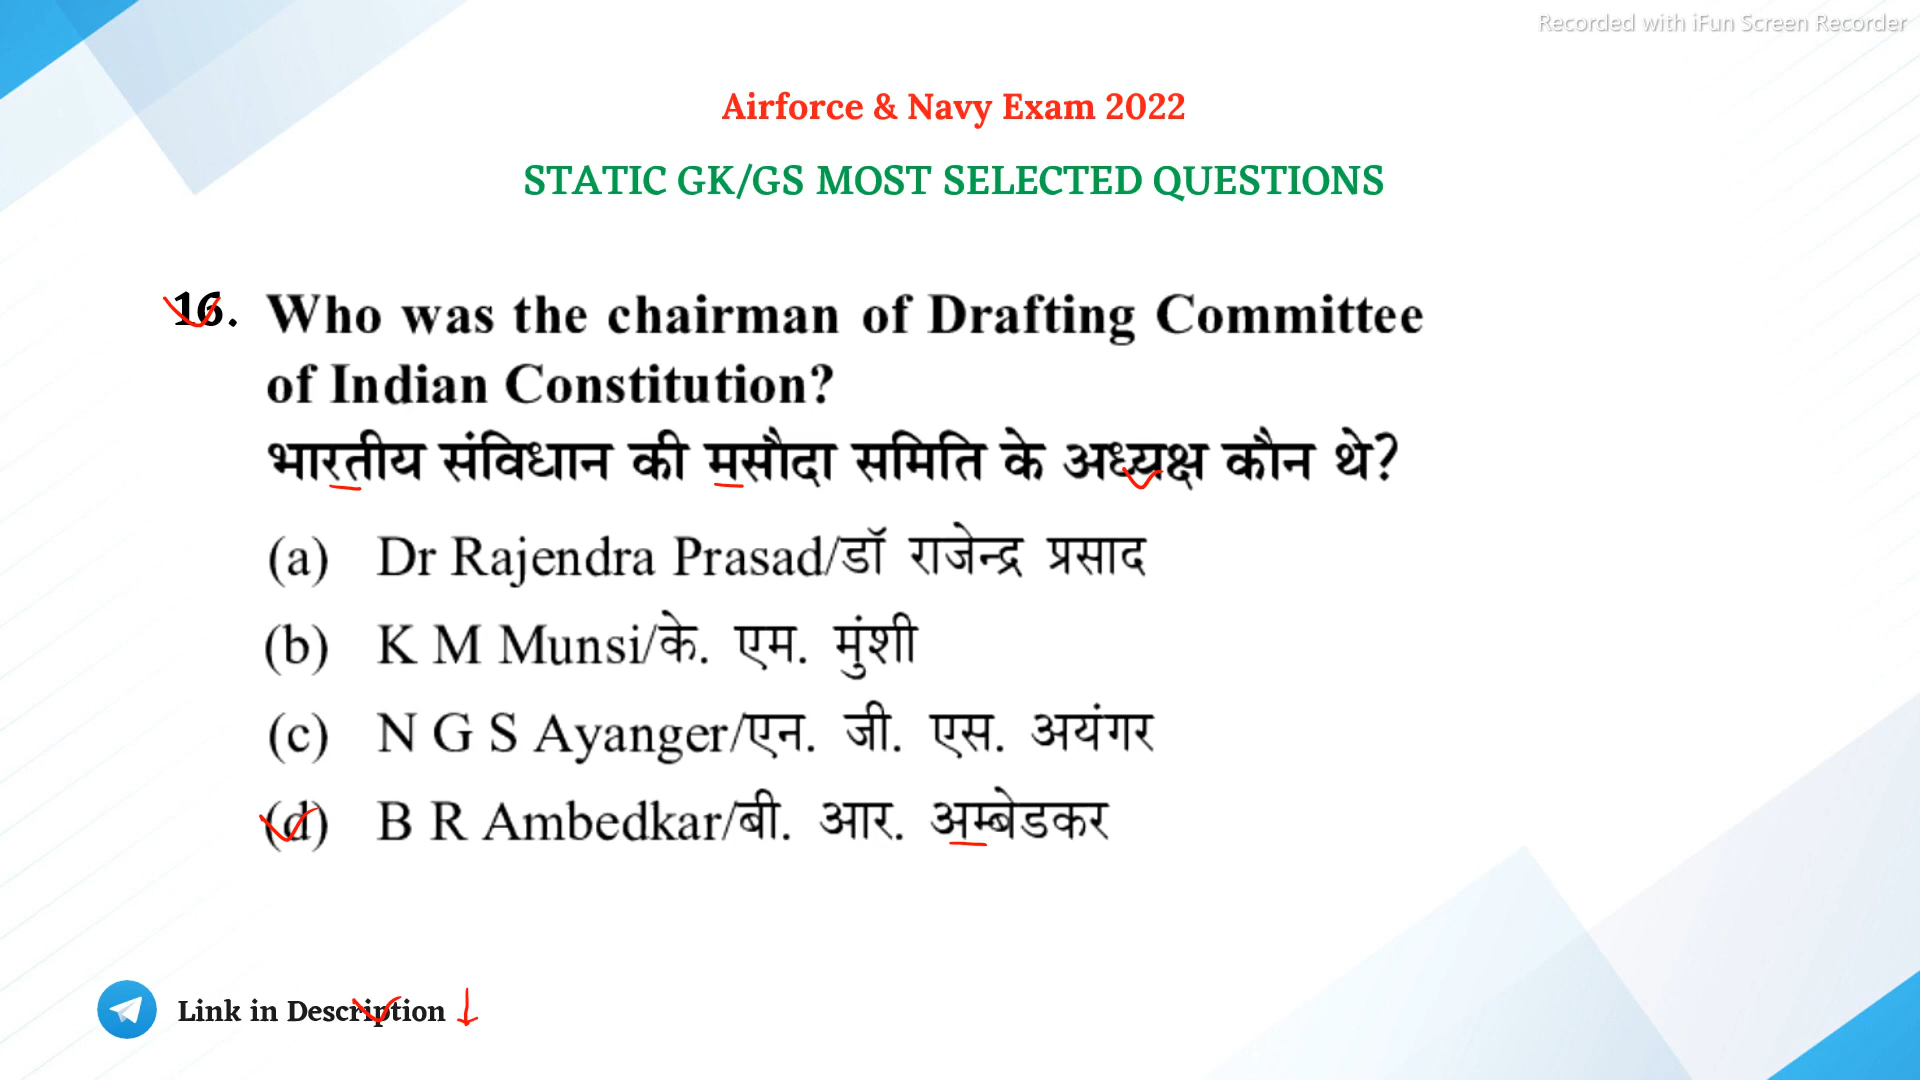 Recorded with iFun Screen Recorder
Airforce & Navy Exam 2022
STATIC GK/GS MOST SELECTED QUESTIONS
16. Who was the chairman of Drafting Committee
of Indian Constitution?
भारतीय संविधान की मसौदा समिति के अध्यक्ष कौन थे?
(a) Dr Rajendra Prasad/डॉ राजेन्द्र प्रसाद
(b) K M Munsi/के. एम. मुंशी
(c) N G S Ayanger/एन. जी. एस. अयंगर
(d) B R Ambedkar/बी. आर. अम्बेडकर
Link in Description